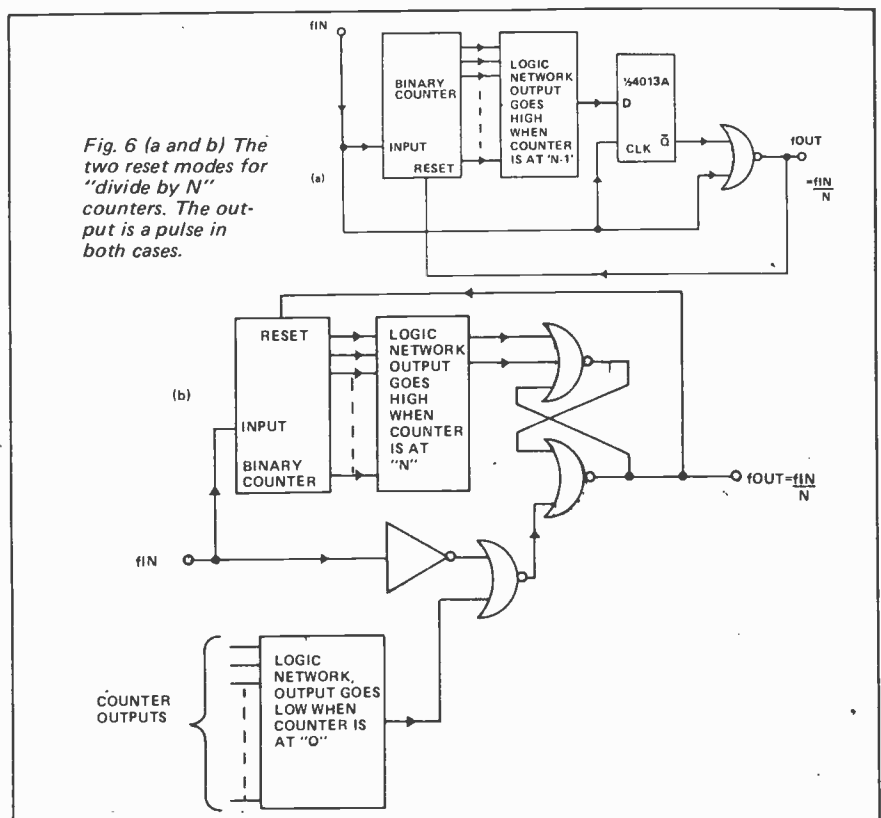 fIN
BINARY
COUNTER
INPUT
RESET
LOGIC
NETWORK
OUTPUT
GOES
HIGH
WHEN
COUNTER
IS AT 'N-1'
½4013A
D
CLK Q̅
fOUT
=fIN/N
(a)
Fig. 6 (a and b) The
two reset modes for
"divide by N"
counters. The out-
put is a pulse in
both cases.
(b)
RESET
INPUT
BINARY
COUNTER
LOGIC
NETWORK
OUTPUT
GOES
HIGH
WHEN
COUNTER
IS AT
"N"
fOUT=fIN/N
fIN
COUNTER
OUTPUTS
LOGIC
NETWORK,
OUTPUT GOES
LOW WHEN
COUNTER IS
AT "O"